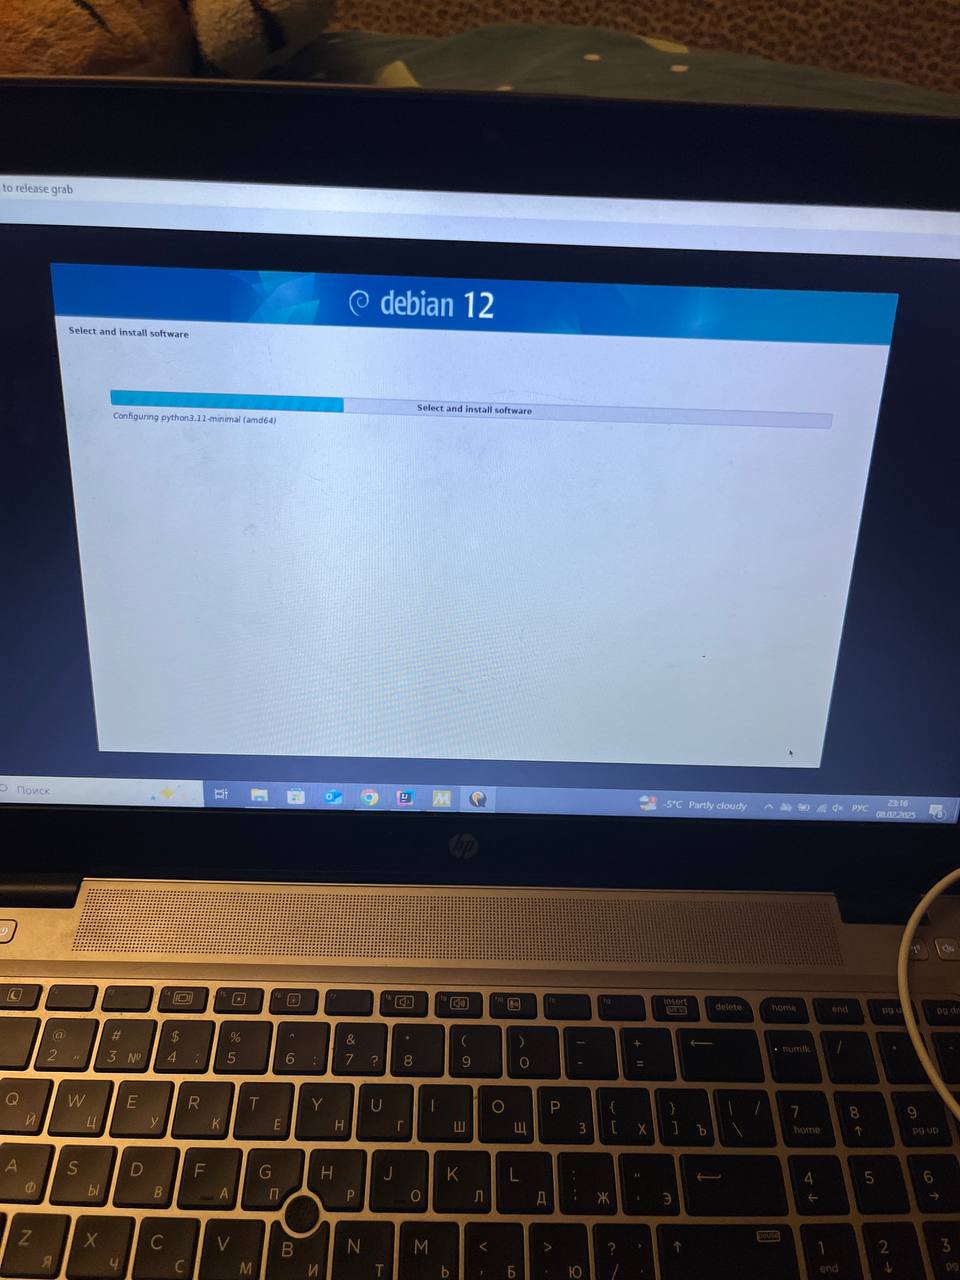 to release grab
debian 12
Select and install software
Select and install software
Configuring python3.11-minimal (amd64)
Поиск
-5°C Partly cloudy
РУС
23:16
08.02.2025
hp
insert
delete
home
end
pg u
pg dn
@ 2 "
# 3 №
$ 4 ;
% 5
^ 6 :
& 7 ?
* 8
( 9
) 0
- -
+ =
numlk
/
Q Й
W Ц
E У
R К
T Е
Y Н
U Г
I Ш
O Щ
P З
{ [ Х
} ] Ъ
| \ /
7 home
8 ↑
9 pg up
A Ф
S Ы
D В
F А
G П
H Р
J О
K Л
L Д
: ; Ж
" ' Э
4 ←
5
6 →
Z Я
X Ч
C С
V М
B И
N Т
M Ь
< , Б
> . Ю
? /
pause
1 end
2 ↓
3 pg